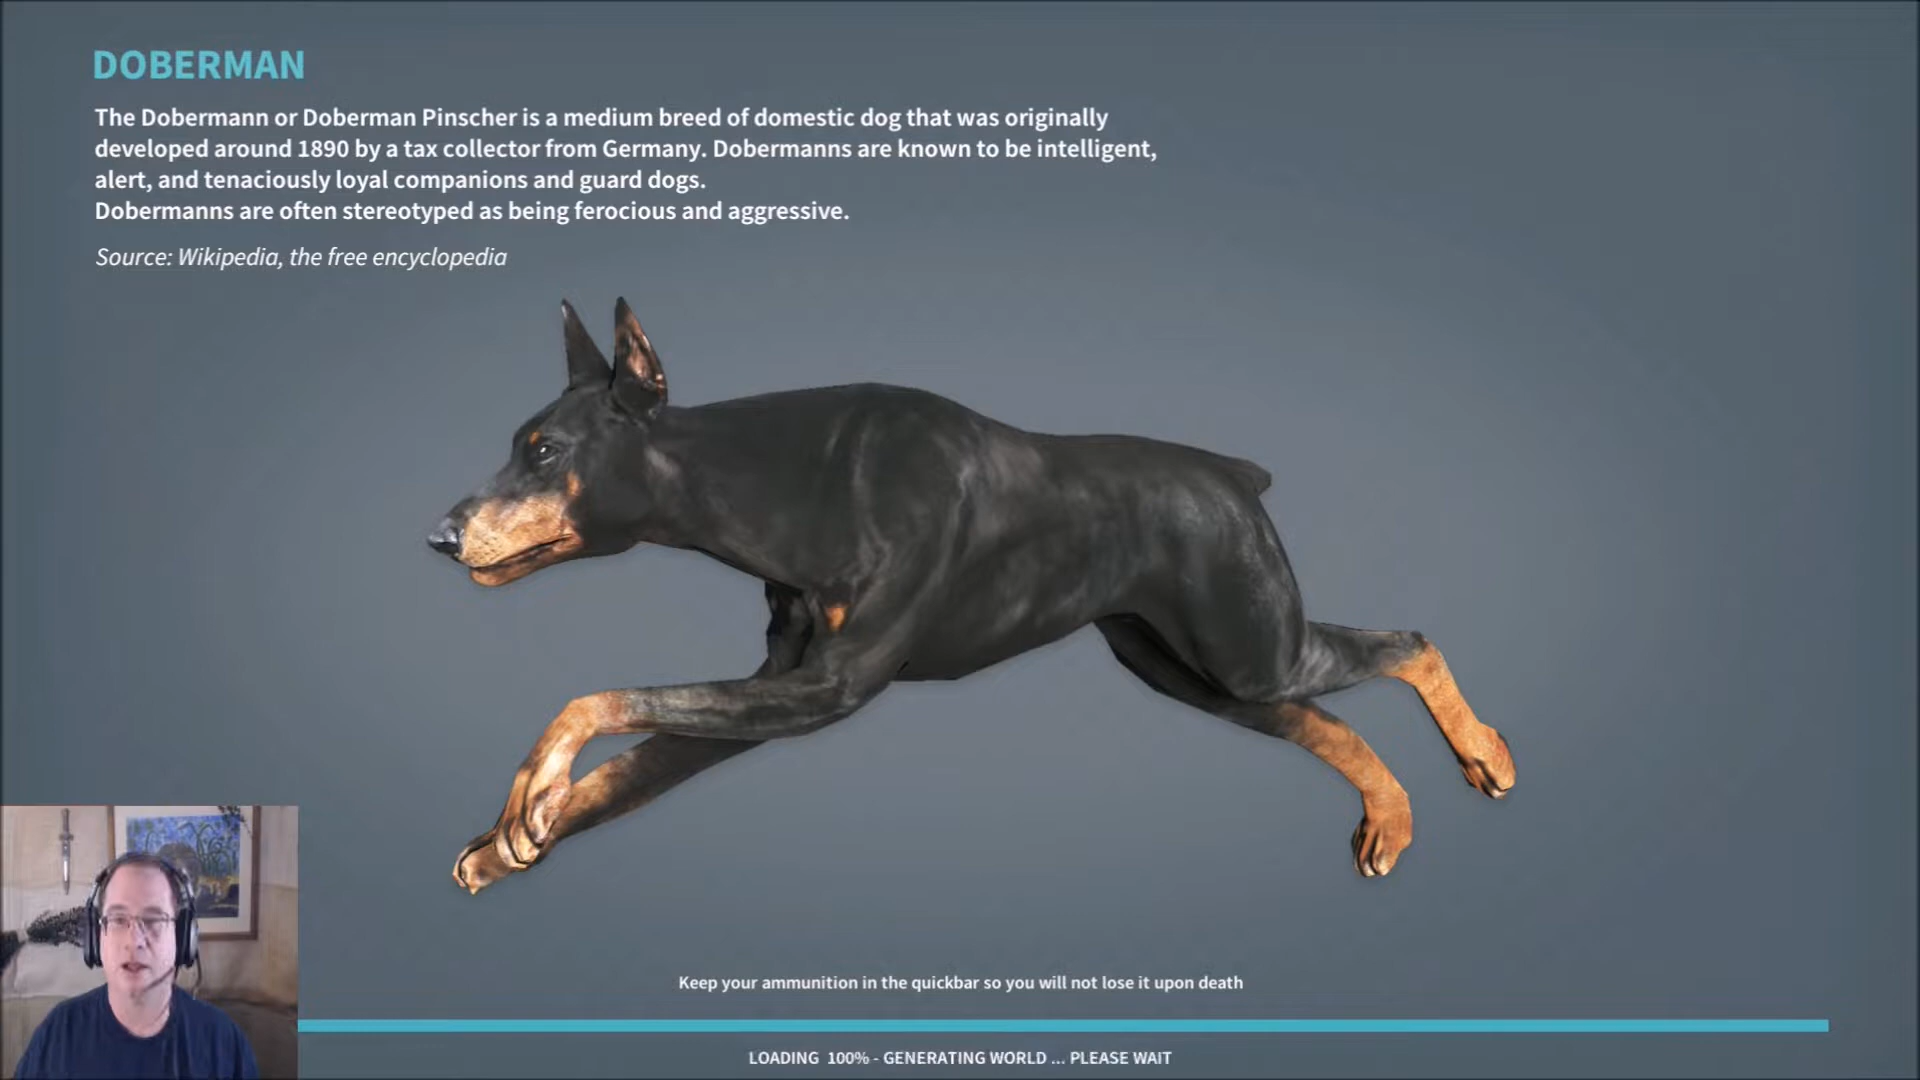 DOBERMAN
The Dobermann or Doberman Pinscher is a medium breed of domestic dog that was originally
developed around 1890 by a tax collector from Germany. Dobermanns are known to be intelligent,
alert, and tenaciously loyal companions and guard dogs.
Dobermanns are often stereotyped as being ferocious and aggressive.
Source: Wikipedia, the free encyclopedia
Keep your ammunition in the quickbar so you will not lose it upon death
LOADING 100% - GENERATING WORLD ... PLEASE WAIT